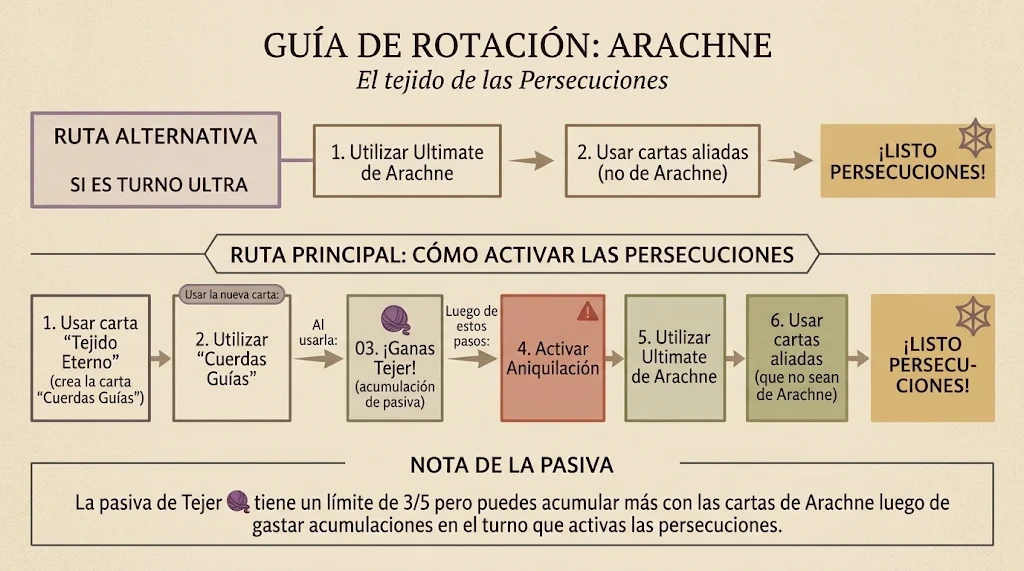 GUÍA DE ROTACIÓN: ARACHNE
El tejido de las Persecuciones
RUTA ALTERNATIVA
SI ES TURNO ULTRA
1. Utilizar Ultimate
de Arachne
2. Usar cartas aliadas
(no de Arachne)
¡LISTO
PERSECUCIONES!
RUTA PRINCIPAL: CÓMO ACTIVAR LAS PERSECUCIONES
1. Usar carta
“Tejido
Eterno”
(crea la carta
“Cuerdas Guías”)
Usar la nueva carta:
2. Utilizar
“Cuerdas
Guías”
Al
usarla:
03. ¡Ganas
Tejer!
(acumulación
de pasiva)
Luego de
estos
pasos:
4. Activar
Aniquilación
5. Utilizar
Ultimate
de Arachne
6. Usar
cartas
aliadas
(que no sean
de Arachne)
¡LISTO
PERSECU-
CIONES!
NOTA DE LA PASIVA
La pasiva de Tejer tiene un límite de 3/5 pero puedes acumular más con las cartas de Arachne luego de
gastar acumulaciones en el turno que activas las persecuciones.